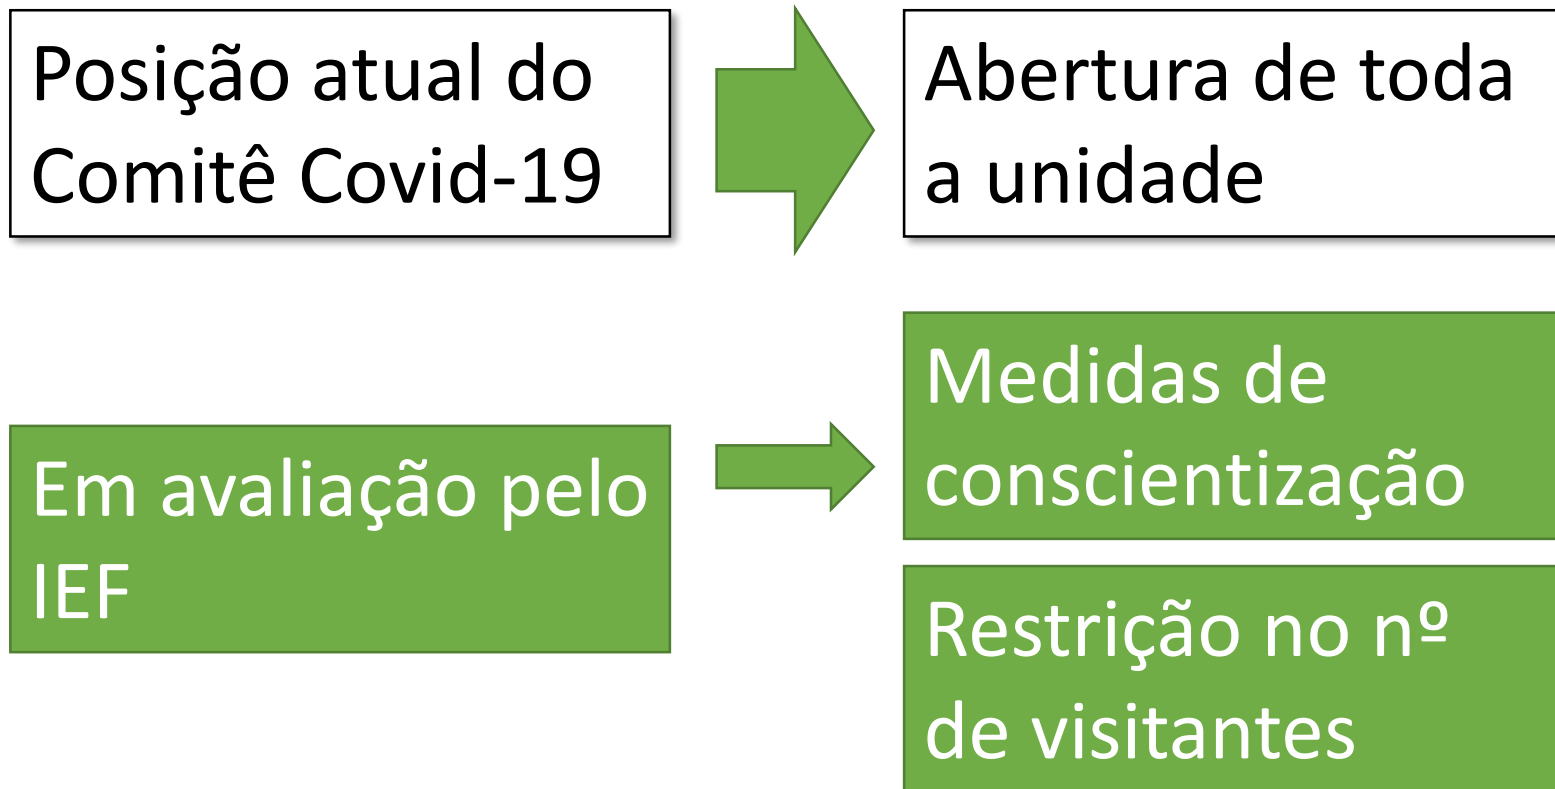 Posição atual do
Comitê Covid-19
Abertura de toda
a unidade
Em avaliação pelo
IEF
Medidas de
conscientização
Restrição no nº
de visitantes